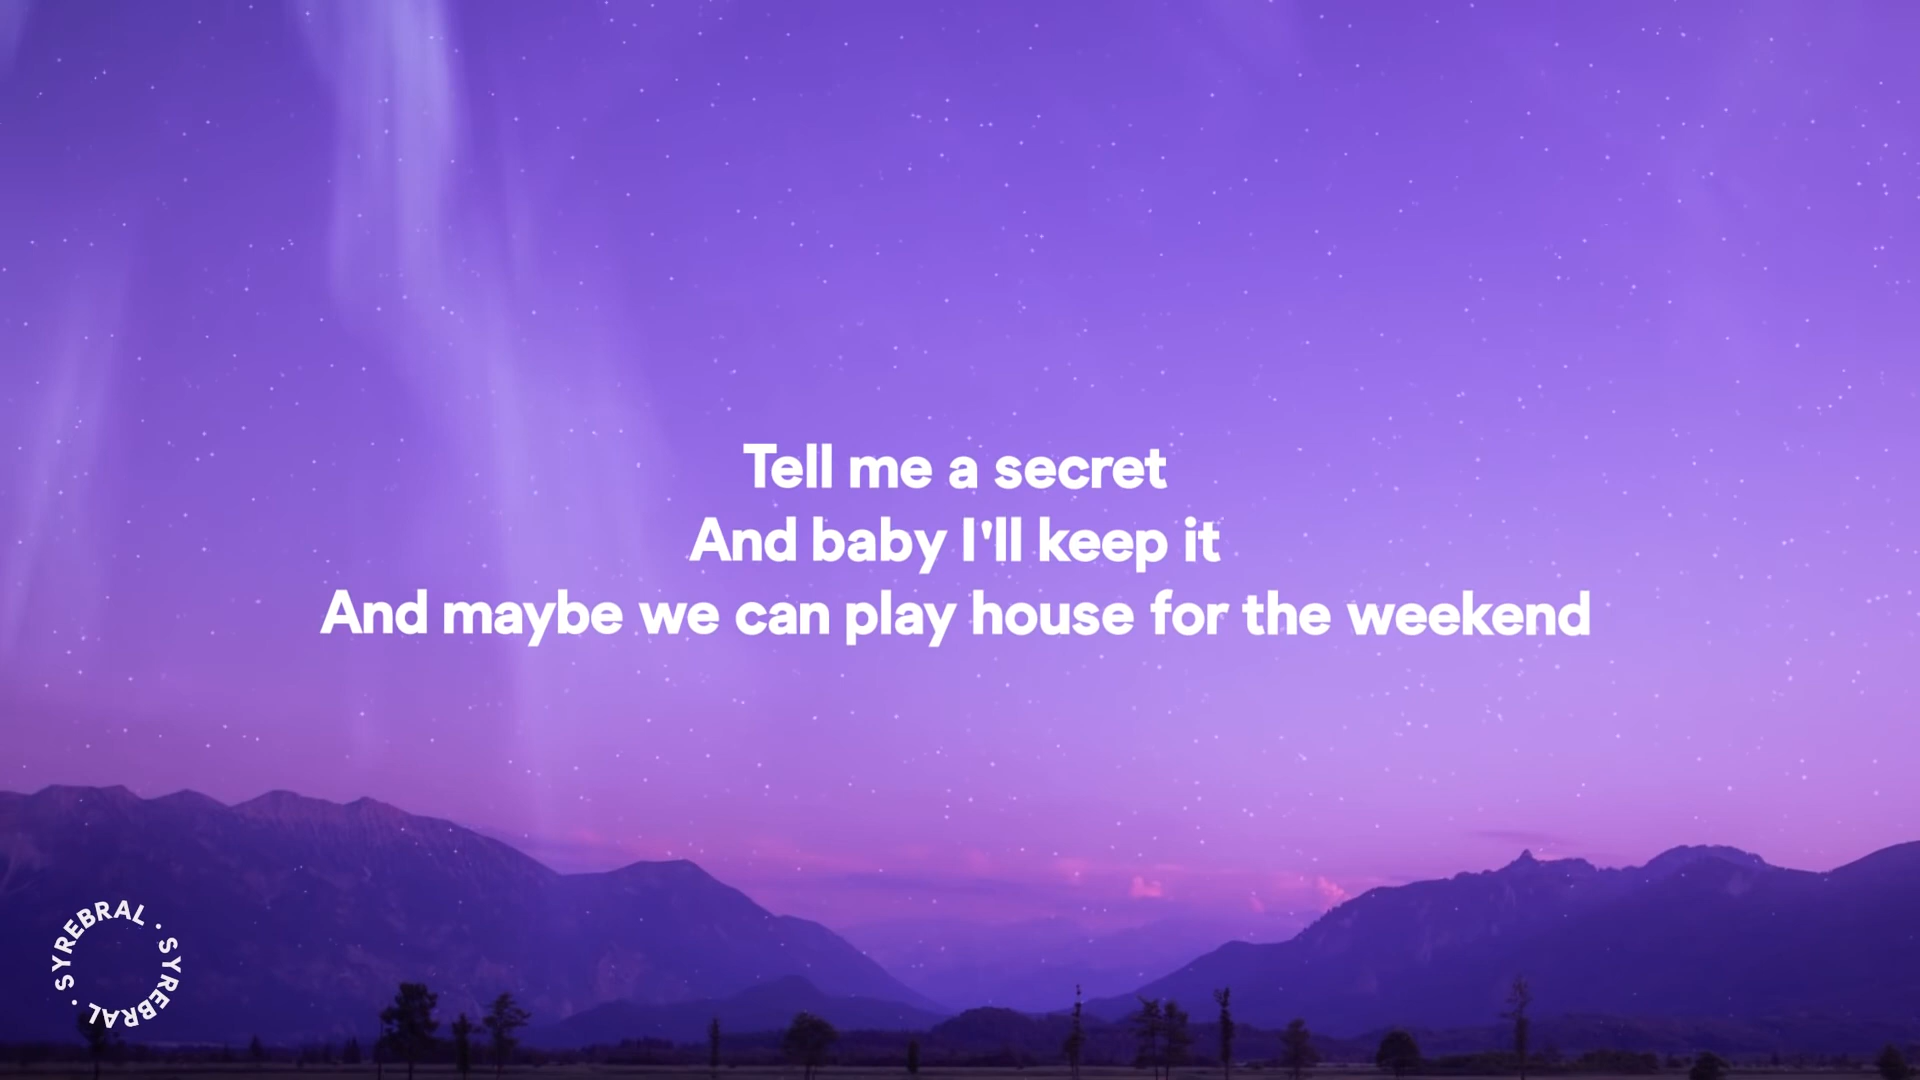 Tell me a secret
And baby I'll keep it
And maybe we can play house for the weekend
SYREBRAL · SYREBRAL ·